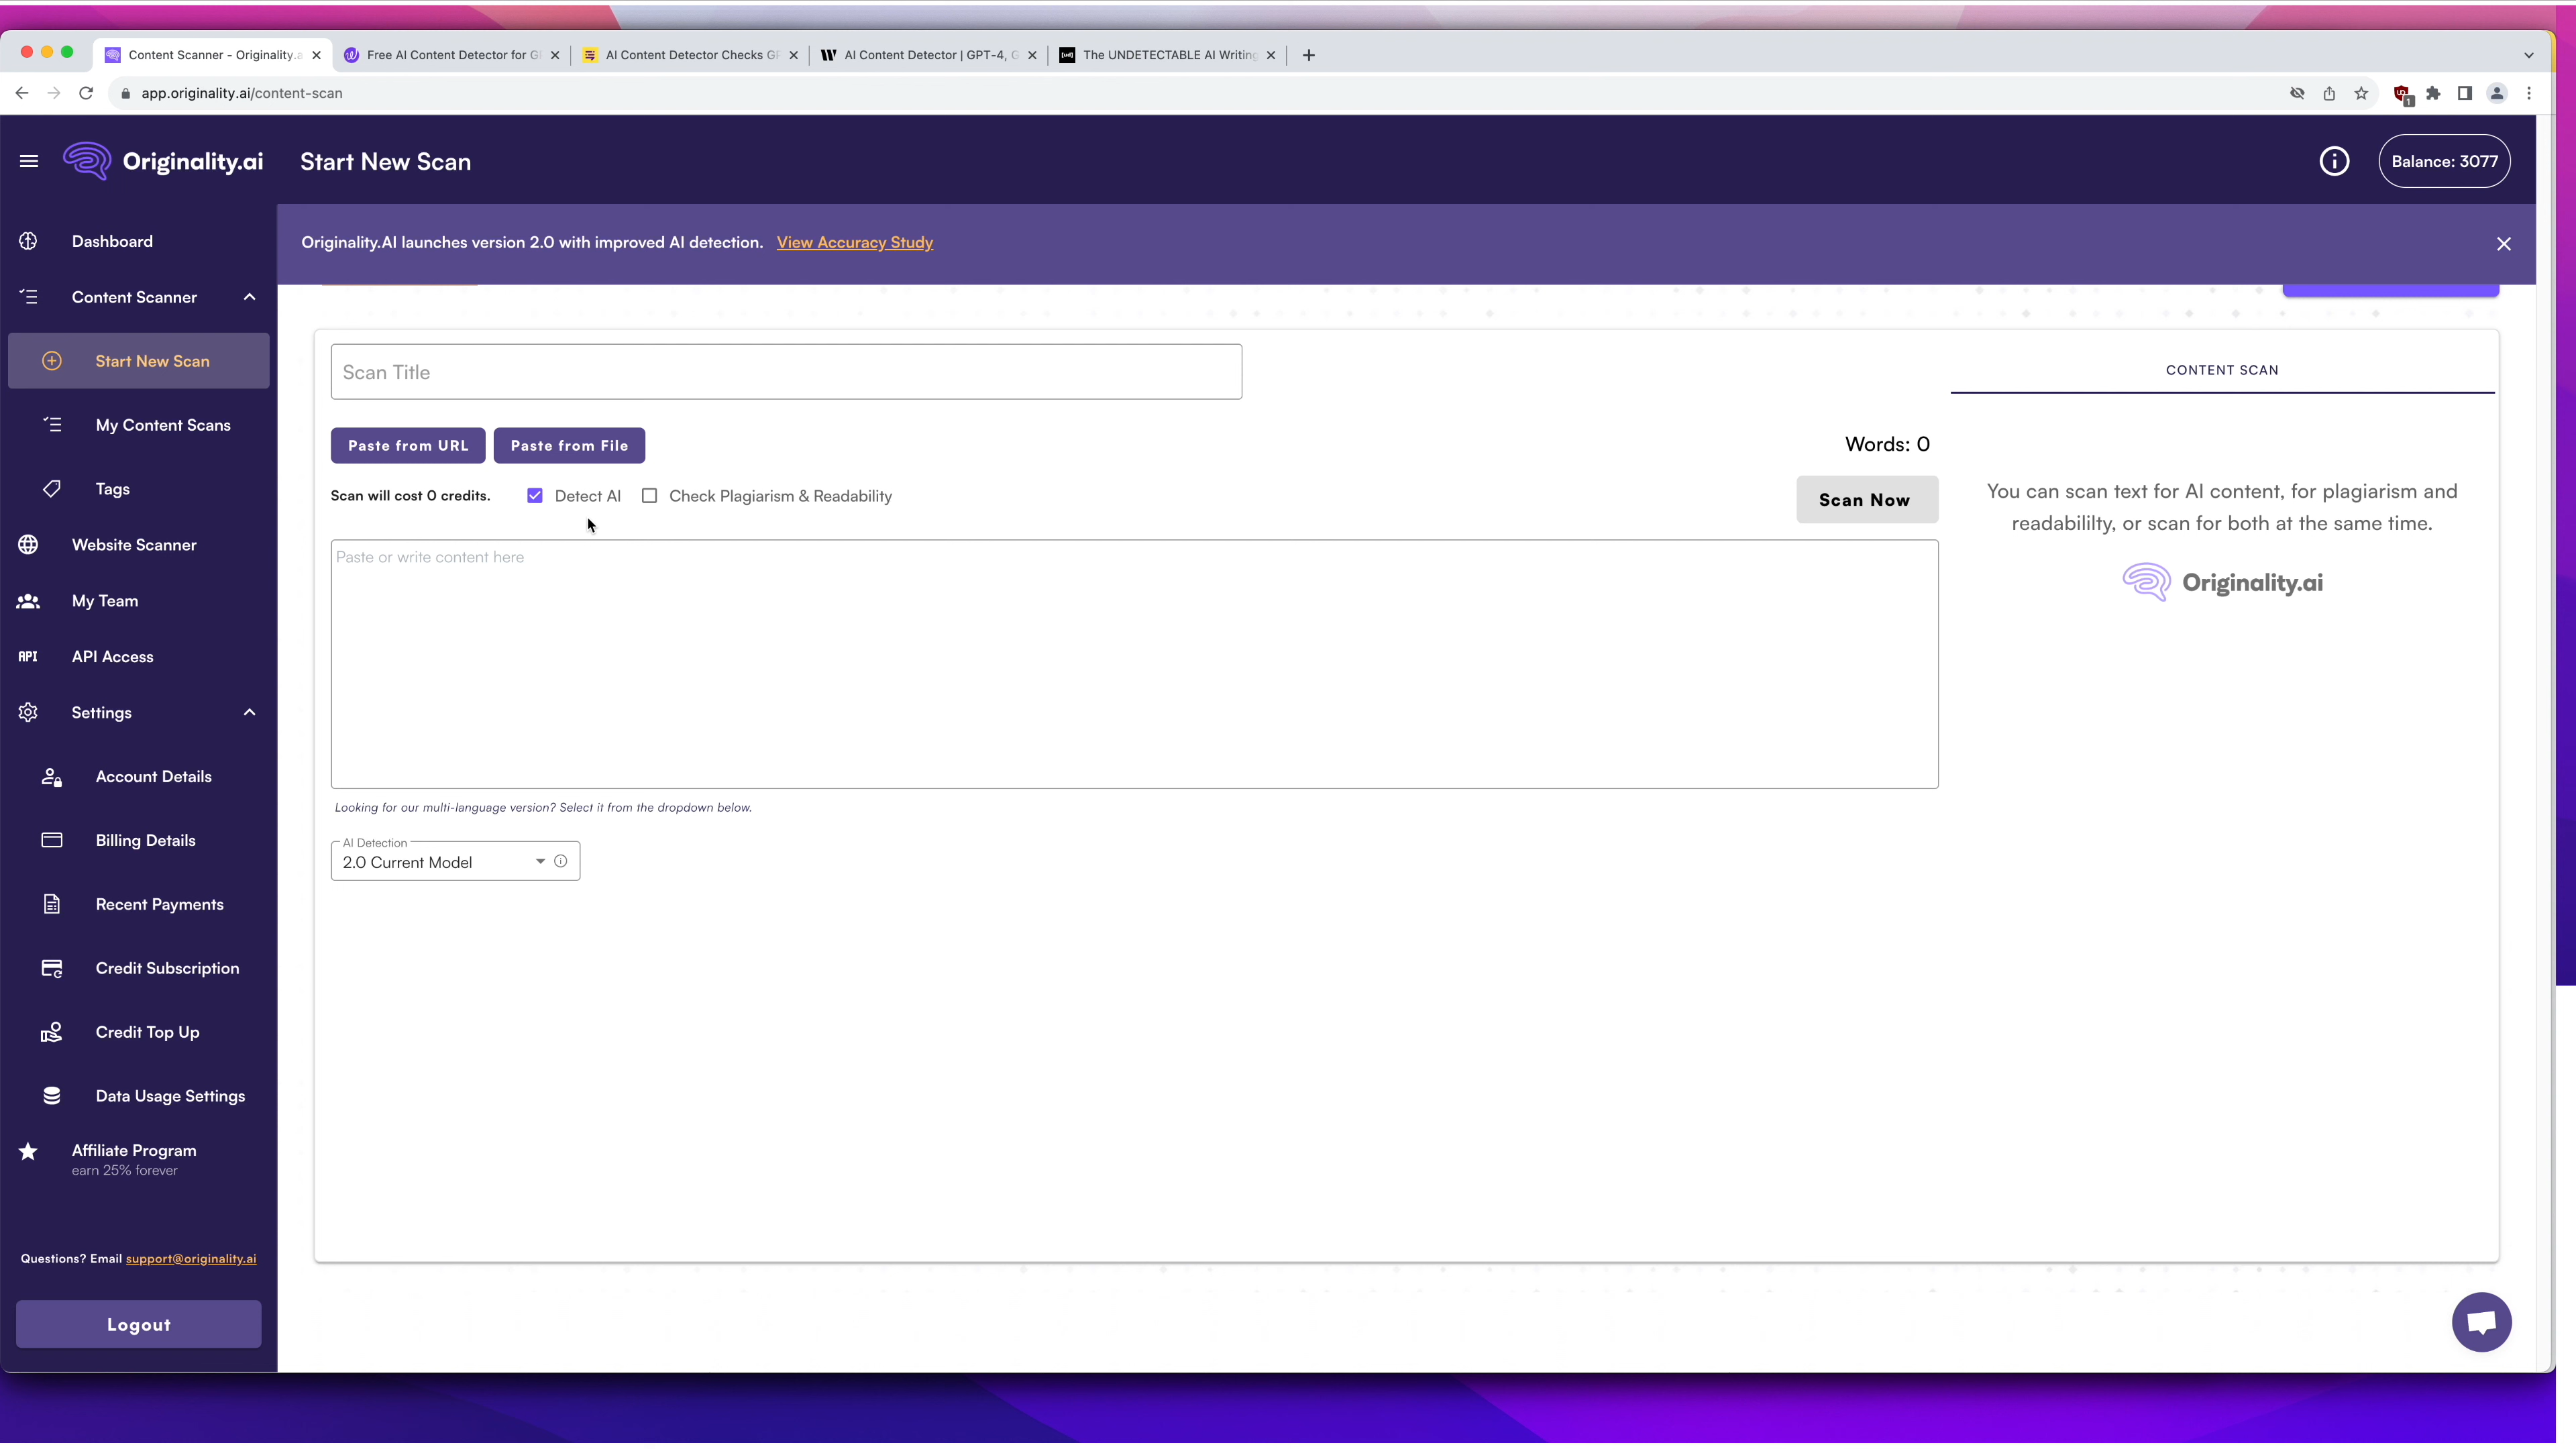 Content Scanner - Originality.a
Free AI Content Detector for G
AI Content Detector Checks GP
AI Content Detector | GPT-4, G
The UNDETECTABLE AI Writing
app.originality.ai/content-scan
Originality.ai
Start New Scan
Balance: 3077
Originality.AI launches version 2.0 with improved AI detection. View Accuracy Study
Dashboard
Content Scanner
Start New Scan
My Content Scans
Tags
Website Scanner
My Team
API API Access
Settings
Account Details
Billing Details
Recent Payments
Credit Subscription
Credit Top Up
Data Usage Settings
Affiliate Program
earn 25% forever
Questions? Email support@originality.ai
Logout
Scan Title
Paste from URL
Paste from File
Words: 0
Scan will cost 0 credits.
Detect AI
Check Plagiarism & Readability
Scan Now
Paste or write content here
Looking for our multi-language version? Select it from the dropdown below.
AI Detection
2.0 Current Model
CONTENT SCAN
You can scan text for AI content, for plagiarism and
readabililty, or scan for both at the same time.
Originality.ai